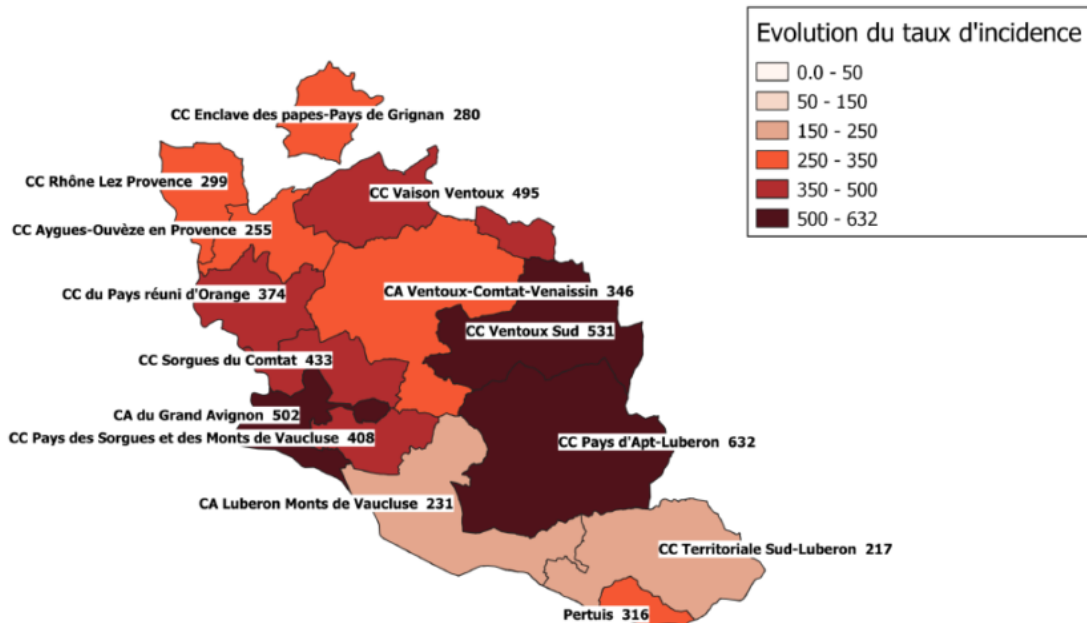 Evolution du taux d'incidence
0.0 - 50
50 - 150
150 - 250
250 - 350
350 - 500
500 - 632
CC Enclave des papes-Pays de Grignan 280
CC Rhône Lez Provence 299
CC Vaison Ventoux 495
CC Aygues-Ouvèze en Provence 255
CC du Pays réuni d'Orange 374
CA Ventoux-Comtat-Venaissin 346
CC Ventoux Sud 531
CC Sorgues du Comtat 433
CA du Grand Avignon 502
CC Pays des Sorgues et des Monts de Vaucluse 408
CC Pays d'Apt-Luberon 632
CA Luberon Monts de Vaucluse 231
CC Territoriale Sud-Luberon 217
Pertuis 316